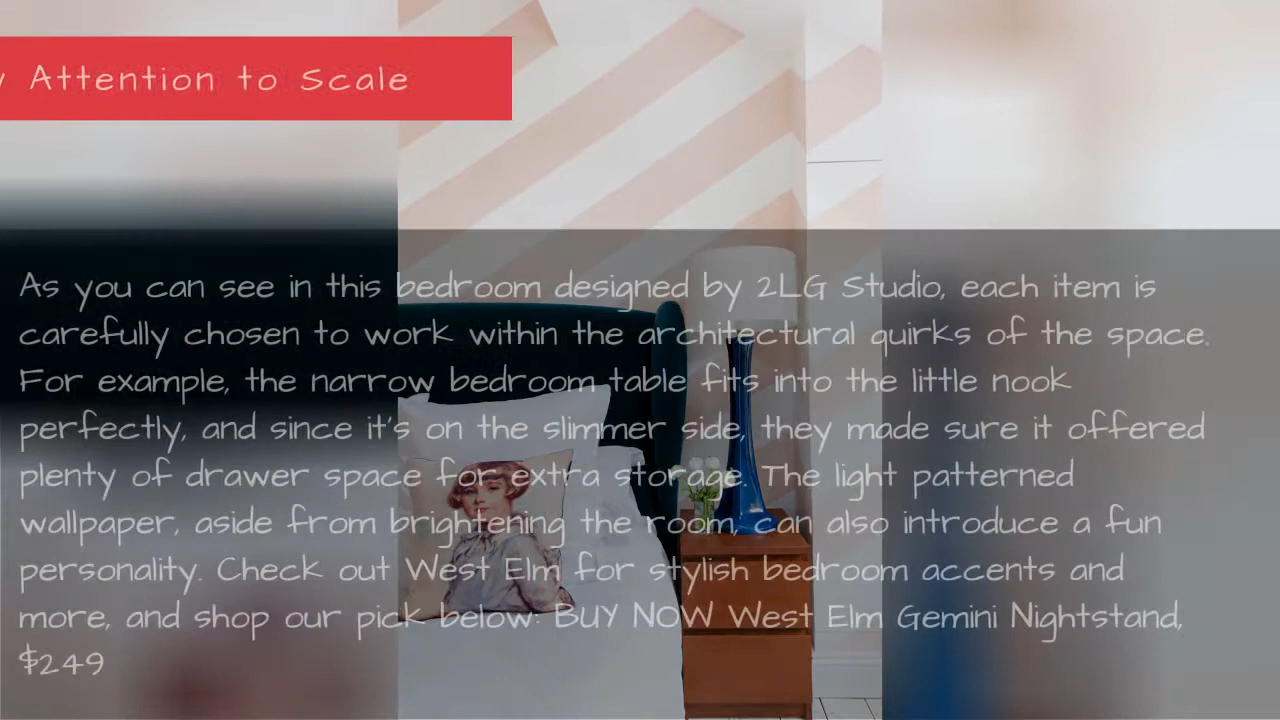 Attention to Scale
As you can see in this bedroom designed by 2LG Studio, each item is
carefully chosen to work within the architectural quirks of the space.
For example, the narrow bedroom table fits into the little nook
perfectly, and since it's on the slimmer side, they made sure it offered
plenty of drawer space for extra storage. The light patterned
wallpaper, aside from brightening the room, can also introduce a fun
personality. Check out West Elm for stylish bedroom accents and
more, and shop our pick below: BUY NOW West Elm Gemini Nightstand,
$249